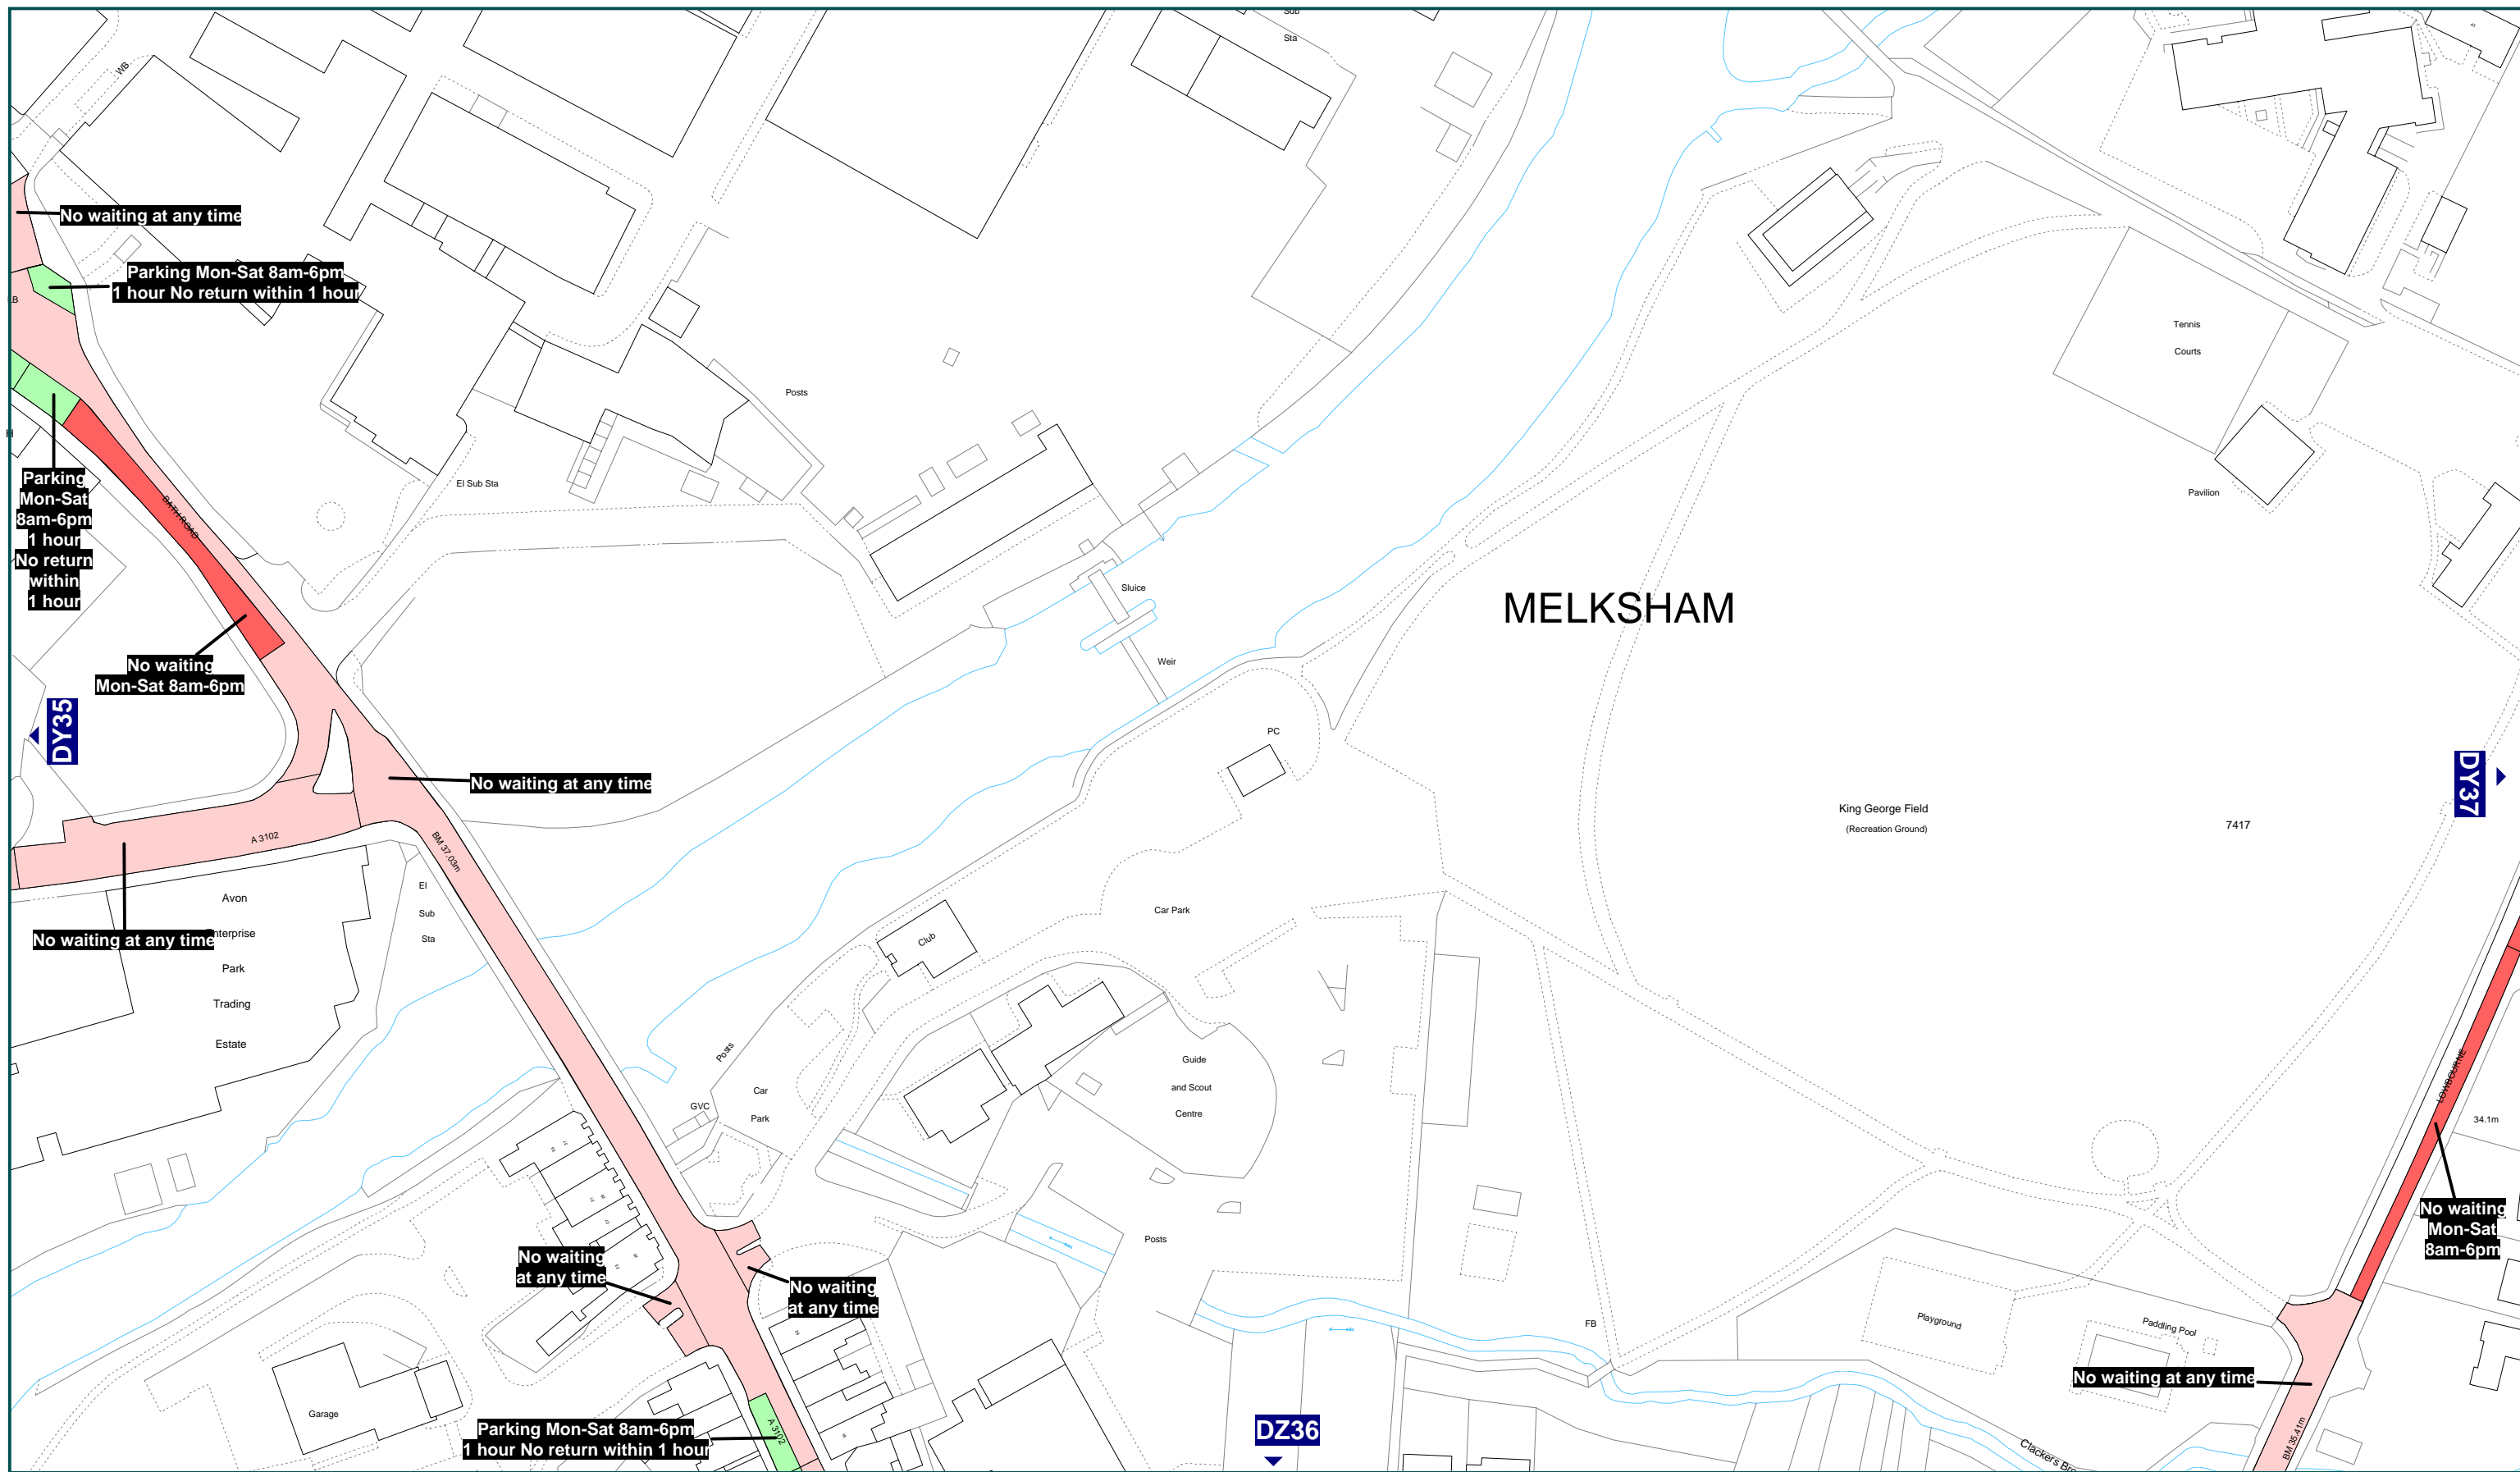 Sub
Sta
WB
No waiting at any time
Parking Mon-Sat 8am-6pm
1 hour No return within 1 hour
LB
Tennis
Courts
Posts
H
El Sub Sta
Pavilion
Parking
Mon-Sat
8am-6pm
1 hour
No return
within
1 hour
BATH ROAD
Sluice
MELKSHAM
Weir
No waiting
Mon-Sat 8am-6pm
DY35
PC
No waiting at any time
DY37
King George Field
(Recreation Ground)
7417
A 3102
BM 37.03m
El
Sub
Sta
Avon
Enterprise
Park
Trading
Estate
No waiting at any time
Car Park
Club
Posts
Guide
and Scout
Centre
Car
Park
GVC
LOWBOURNE
34.1m
No waiting
Mon-Sat
8am-6pm
Posts
No waiting
at any time
No waiting
at any time
FB
Playground
Paddling Pool
No waiting at any time
Garage
Parking Mon-Sat 8am-6pm
1 hour No return within 1 hour
A 3102
DZ36
Clackers Bro
BM 35.41m